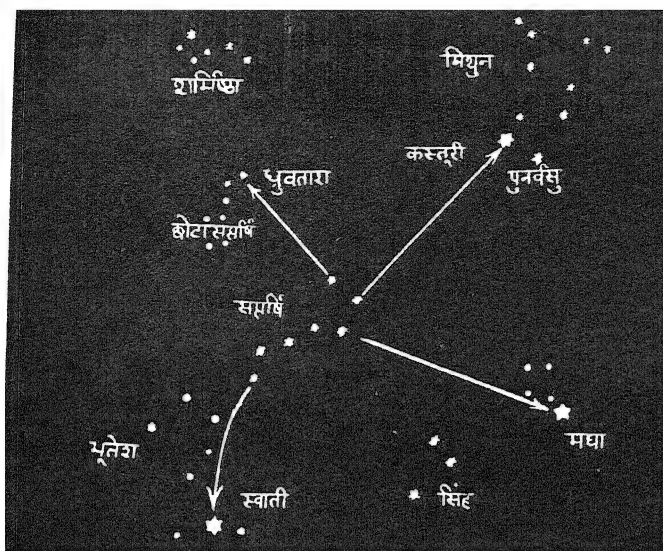 मिथुन
शर्मिष्ठा
कस्तूरी
पुनर्वसु
ध्रुवतारा
छोटा सप्तर्षि
सप्तर्षि
मघा
भूतेश
स्वाती
सिंह